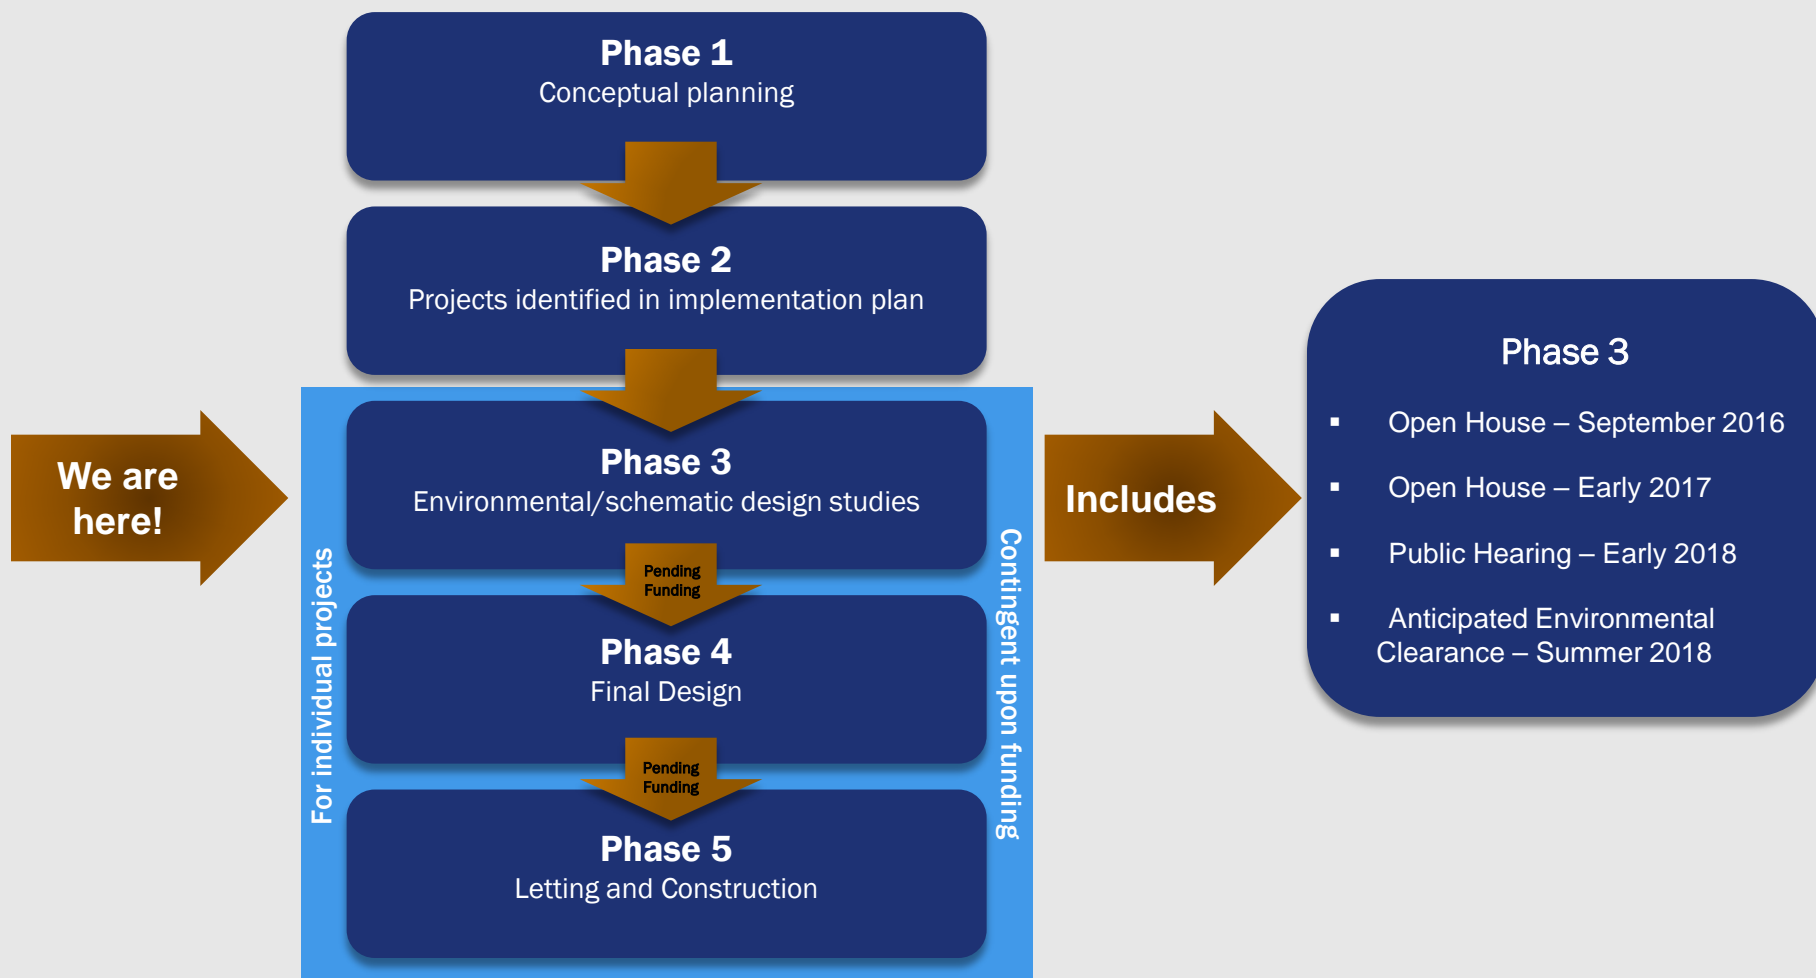 Phase 1
Conceptual planning
Phase 2
Projects identified in implementation plan
We are
here!
For individual projects
Phase 3
Environmental/schematic design studies
Pending
Funding
Phase 4
Final Design
Pending
Funding
Phase 5
Letting and Construction
Contingent upon funding
Includes
Phase 3
▪ Open House – September 2016
▪ Open House – Early 2017
▪ Public Hearing – Early 2018
▪ Anticipated Environmental
Clearance – Summer 2018